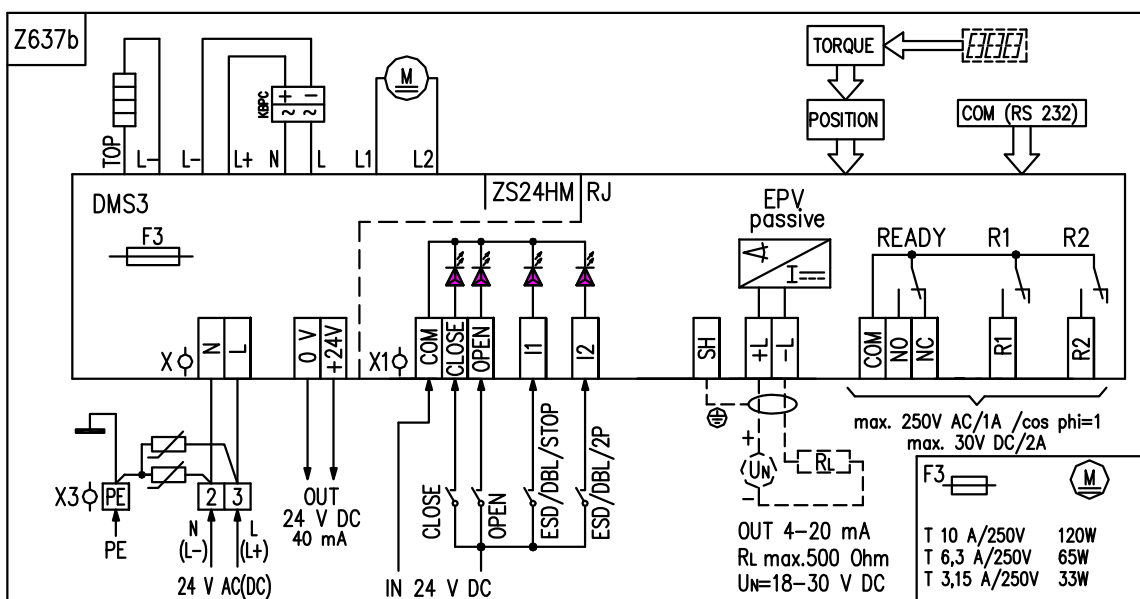 Z637b
TORQUE
POSITION
COM (RS 232)
TOP
L-
L-
L+
N
L
L1
L2
KBPC
+ -
~ ~
M
DMS3
ZS24HM
RJ
F3
EPV
passive
READY
R1
R2
X
N
L
0 V
+24V
X1
COM
CLOSE
OPEN
I1
I2
SH
+L
-L
COM
NO
NC
R1
R2
max. 250V AC/1A /cos phi=1
max. 30V DC/2A
X3
PE
2
3
PE
N
(L-)
L
(L+)
24 V AC(DC)
OUT
24 V DC
40 mA
CLOSE
OPEN
ESD/DBL/STOP
ESD/DBL/2P
IN 24 V DC
+
UN
-
RL
OUT 4-20 mA
RL max.500 Ohm
UN=18-30 V DC
F3
M
T 10 A/250V 120W
T 6,3 A/250V 65W
T 3,15 A/250V 33W